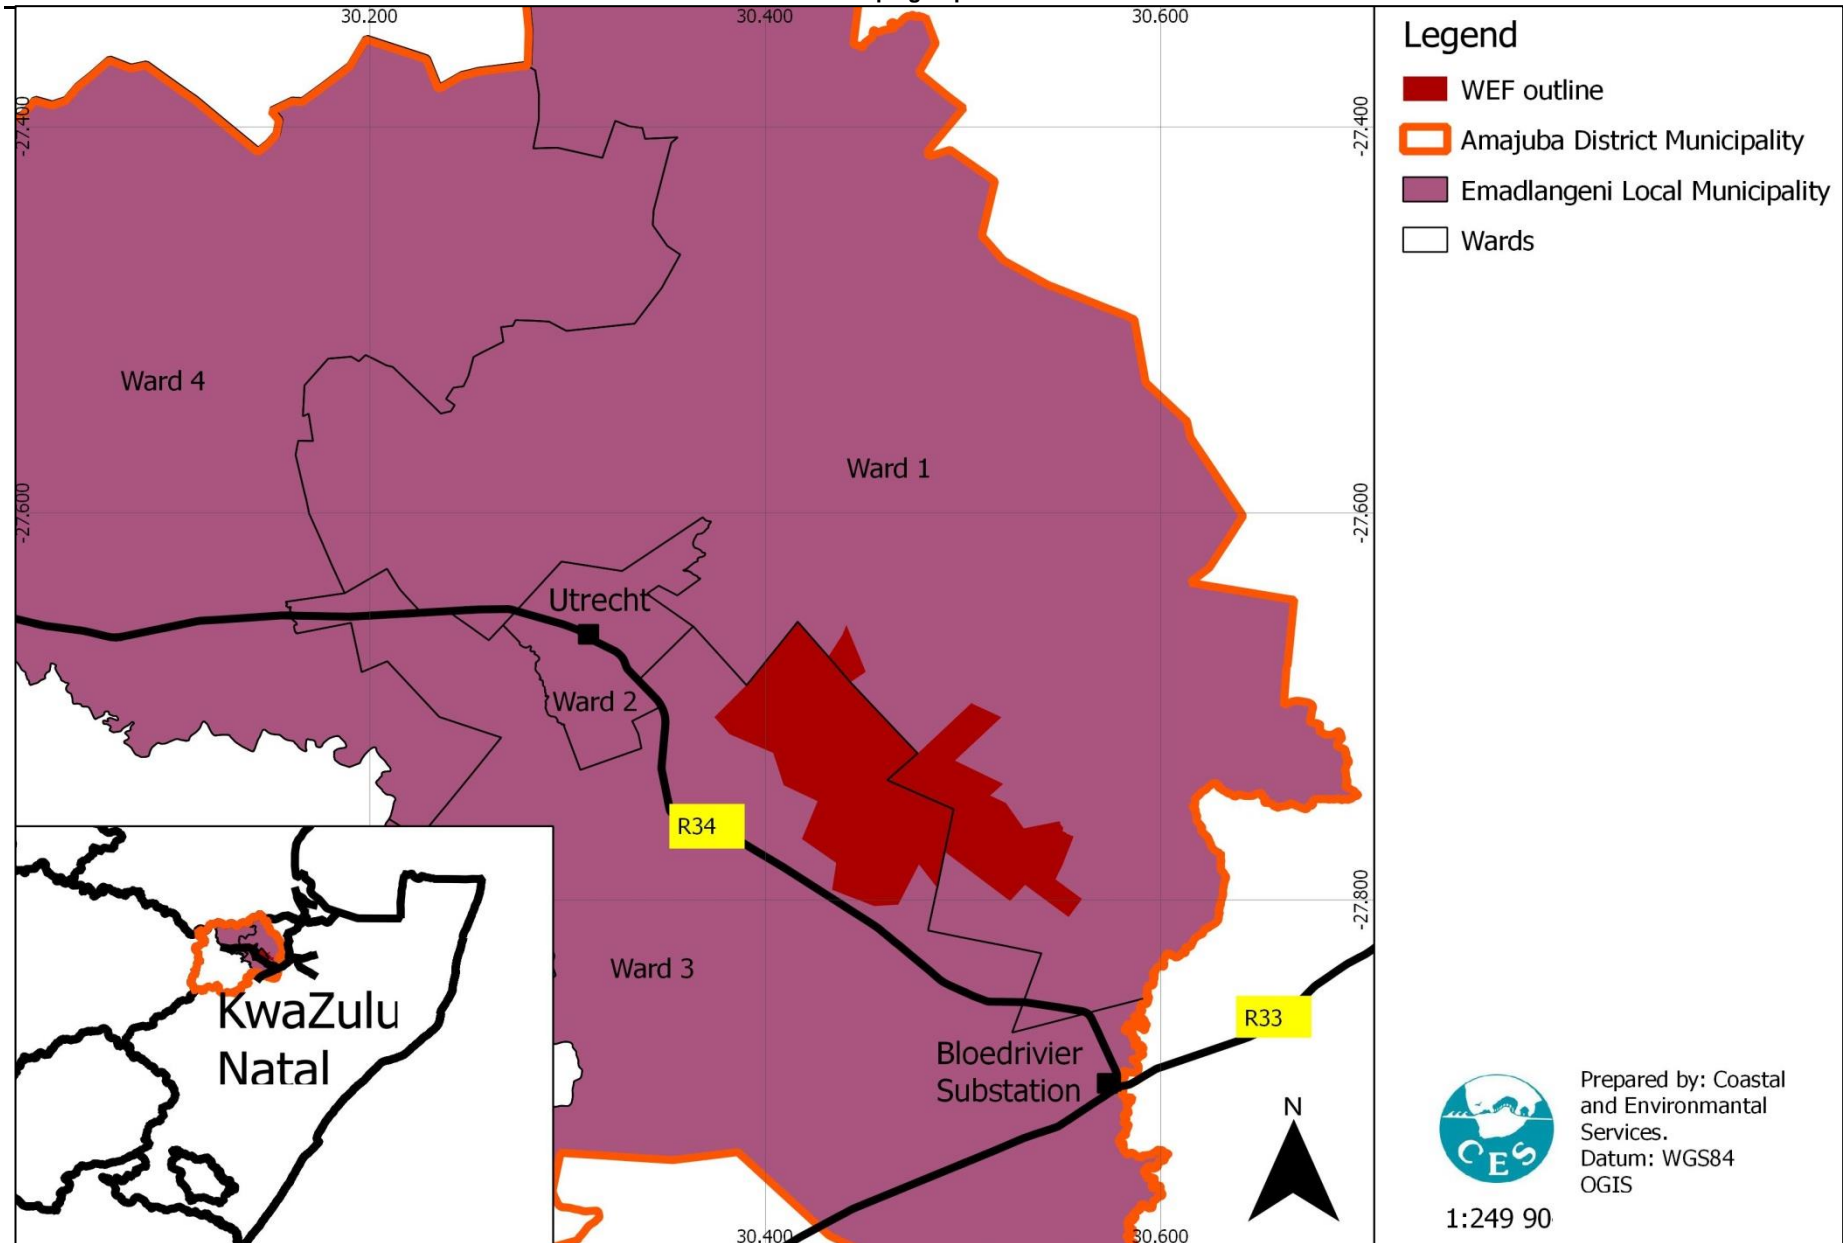 30.200
30.400
30.600
-27.400
-27.400
Ward 4
Ward 1
-27.600
-27.600
Utrecht
Ward 2
R34
-27.800
Ward 3
R33
Bloedrivier
Substation
KwaZulu
Natal
N
30.400
30.600
Legend
WEF outline
Amajuba District Municipality
Emadlangeni Local Municipality
Wards
CES
Prepared by: Coastal
and Environmantal
Services.
Datum: WGS84
OGIS
1:249 90